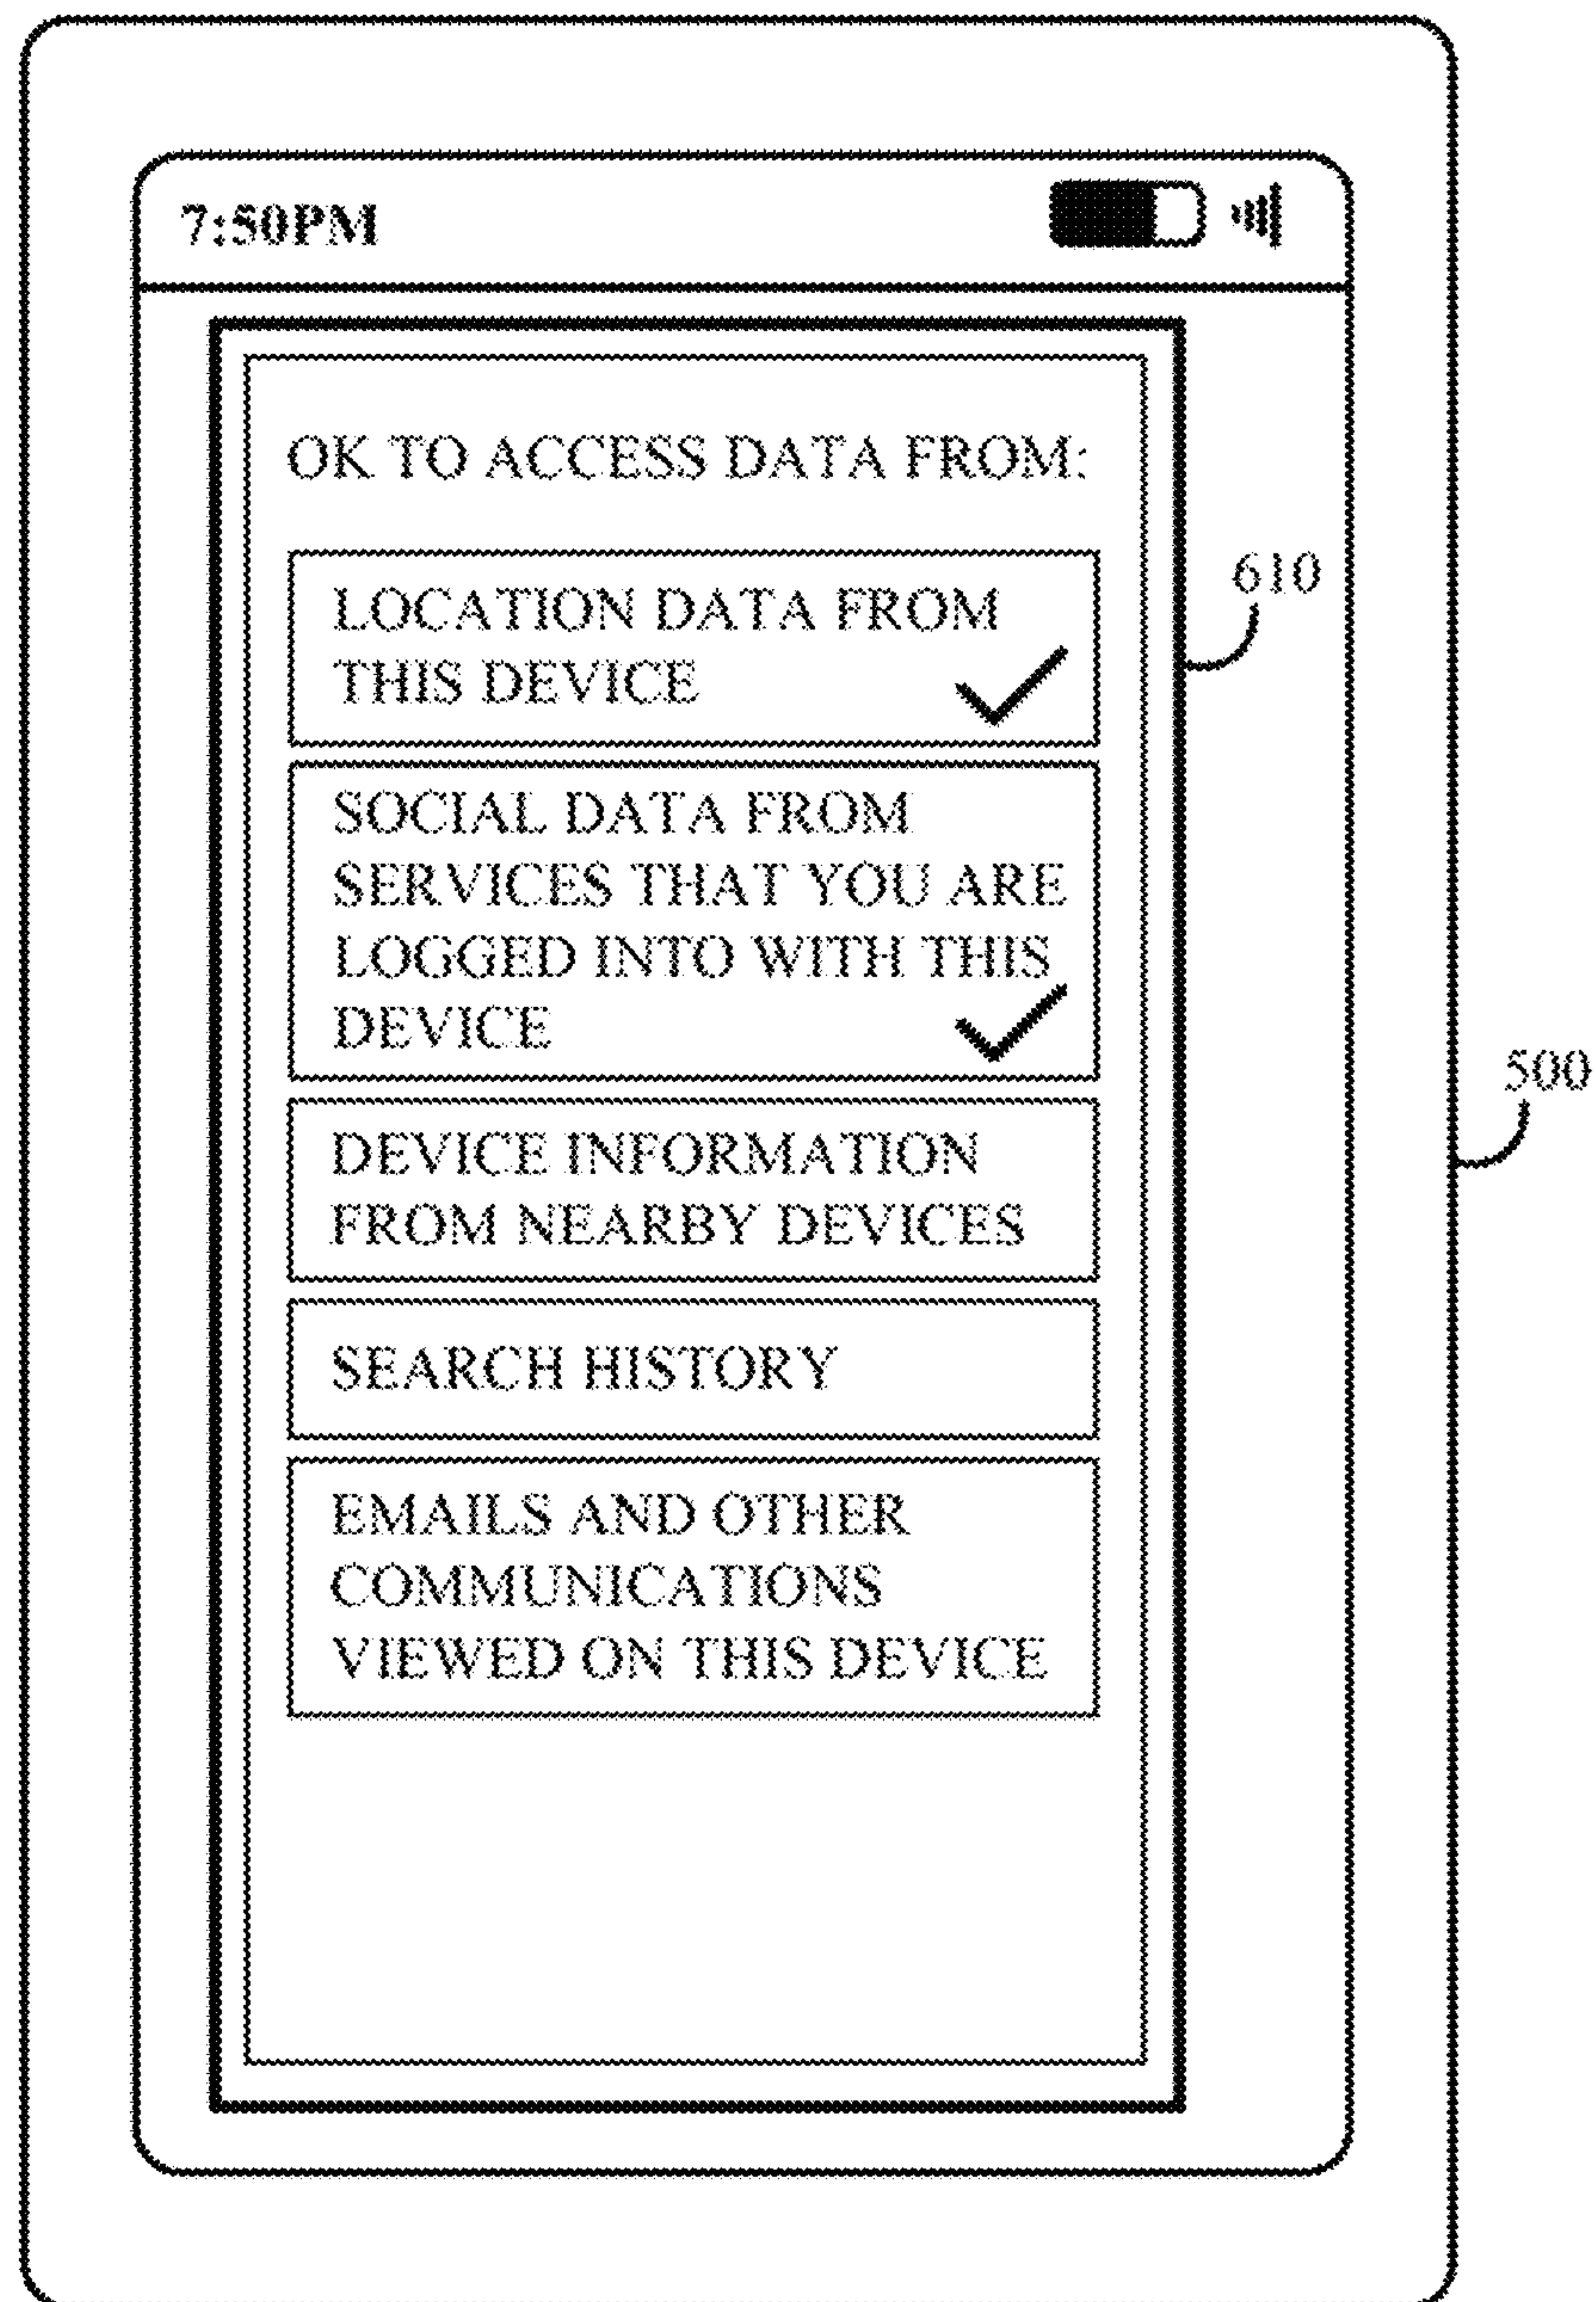 7:50PM
OK TO ACCESS DATA FROM:
LOCATION DATA FROM
THIS DEVICE
610
SOCIAL DATA FROM
SERVICES THAT YOU ARE
LOGGED INTO WITH THIS
DEVICE
500
DEVICE INFORMATION
FROM NEARBY DEVICES
SEARCH HISTORY
EMAILS AND OTHER
COMMUNICATIONS
VIEWED ON THIS DEVICE